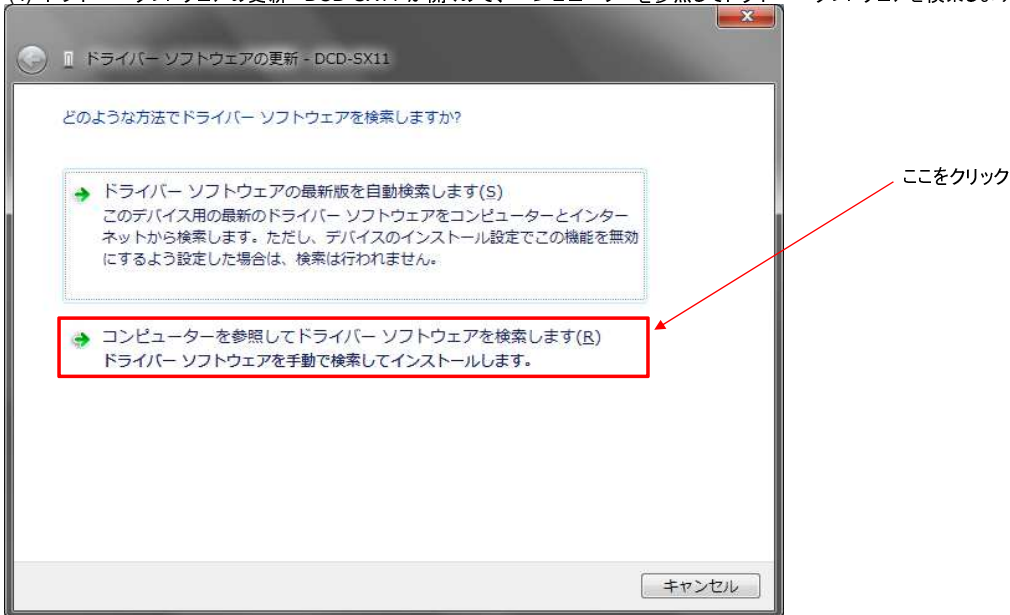 ドライバー ソフトウェアの更新 - DCD-SX11
どのような方法でドライバー ソフトウェアを検索しますか?
ドライバー ソフトウェアの最新版を自動検索します(S)
このデバイス用の最新のドライバー ソフトウェアをコンピューターとインター
ネットから検索します。ただし、デバイスのインストール設定でこの機能を無効
にするよう設定した場合は、検索は行われません。
ここをクリック
コンピューターを参照してドライバー ソフトウェアを検索します(R)
ドライバー ソフトウェアを手動で検索してインストールします。
キャンセル